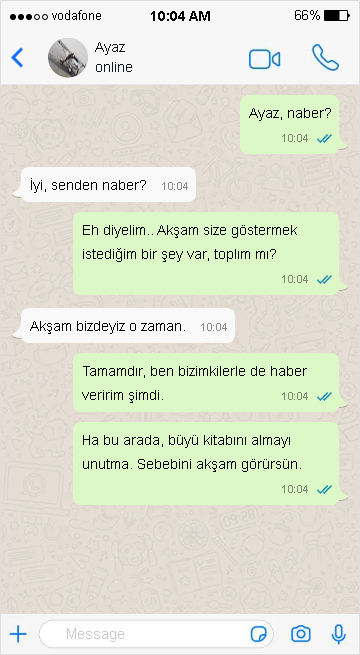 vodafone
10:04 AM
66%
Ayaz
online
Ayaz, naber?
10:04
İyi, senden naber?
10:04
Eh diyelim.. Akşam size göstermek
istediğim bir şey var, toplım mı?
10:04
Akşam bizdeyiz o zaman.
10:04
Tamamdır, ben bizimkilerle de haber
veririm şimdi.
10:04
Ha bu arada, büyü kitabını almayı
unutma. Sebebini akşam görürsün.
10:04
Message